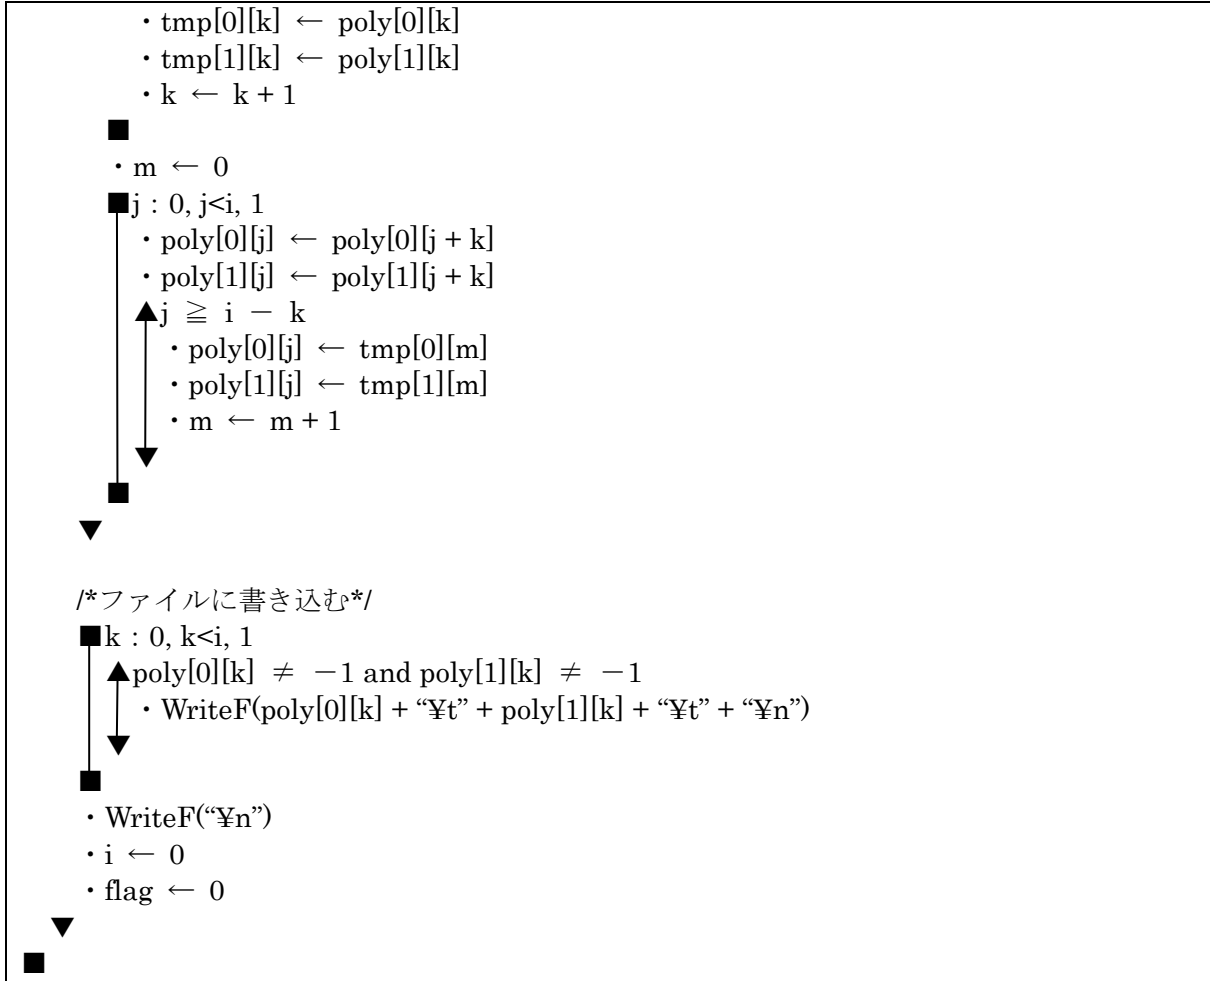 ・tmp[0][k] ← poly[0][k]
・tmp[1][k] ← poly[1][k]
・k ← k + 1
■
・m ← 0
■j : 0, j<i, 1
・poly[0][j] ← poly[0][j + k]
・poly[1][j] ← poly[1][j + k]
▲j ≧ i － k
・poly[0][j] ← tmp[0][m]
・poly[1][j] ← tmp[1][m]
・m ← m + 1
▼
■
▼
/*ファイルに書き込む*/
■k : 0, k<i, 1
▲poly[0][k] ≠ －1 and poly[1][k] ≠ －1
・WriteF(poly[0][k] + “¥t” + poly[1][k] + “¥t” + “¥n”)
▼
■
・WriteF(“¥n”)
・i ← 0
・flag ← 0
▼
■